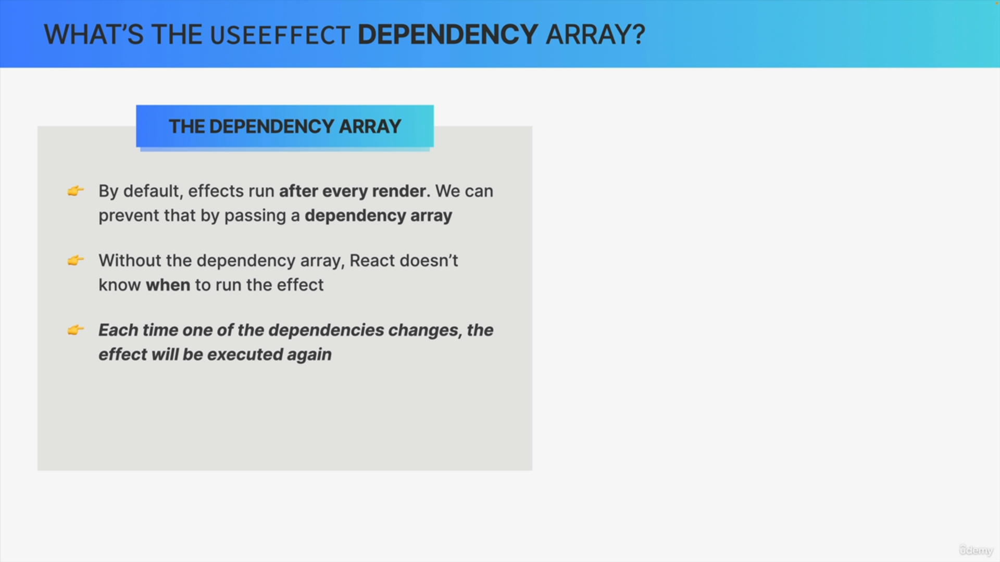 WHAT’S THE USEEFFECT DEPENDENCY ARRAY?
THE DEPENDENCY ARRAY
👉 By default, effects run after every render. We can
prevent that by passing a dependency array
👉 Without the dependency array, React doesn’t
know when to run the effect
👉 Each time one of the dependencies changes, the
effect will be executed again
ûdemy